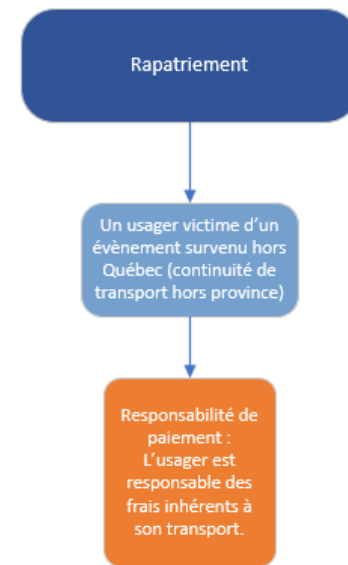 Rapatriement
Un usager victime d'un
évènement survenu hors
Québec (continuité de
transport hors province)
Responsabilité de
paiement :
L'usager est
responsable des
frais inhérents à
son transport.